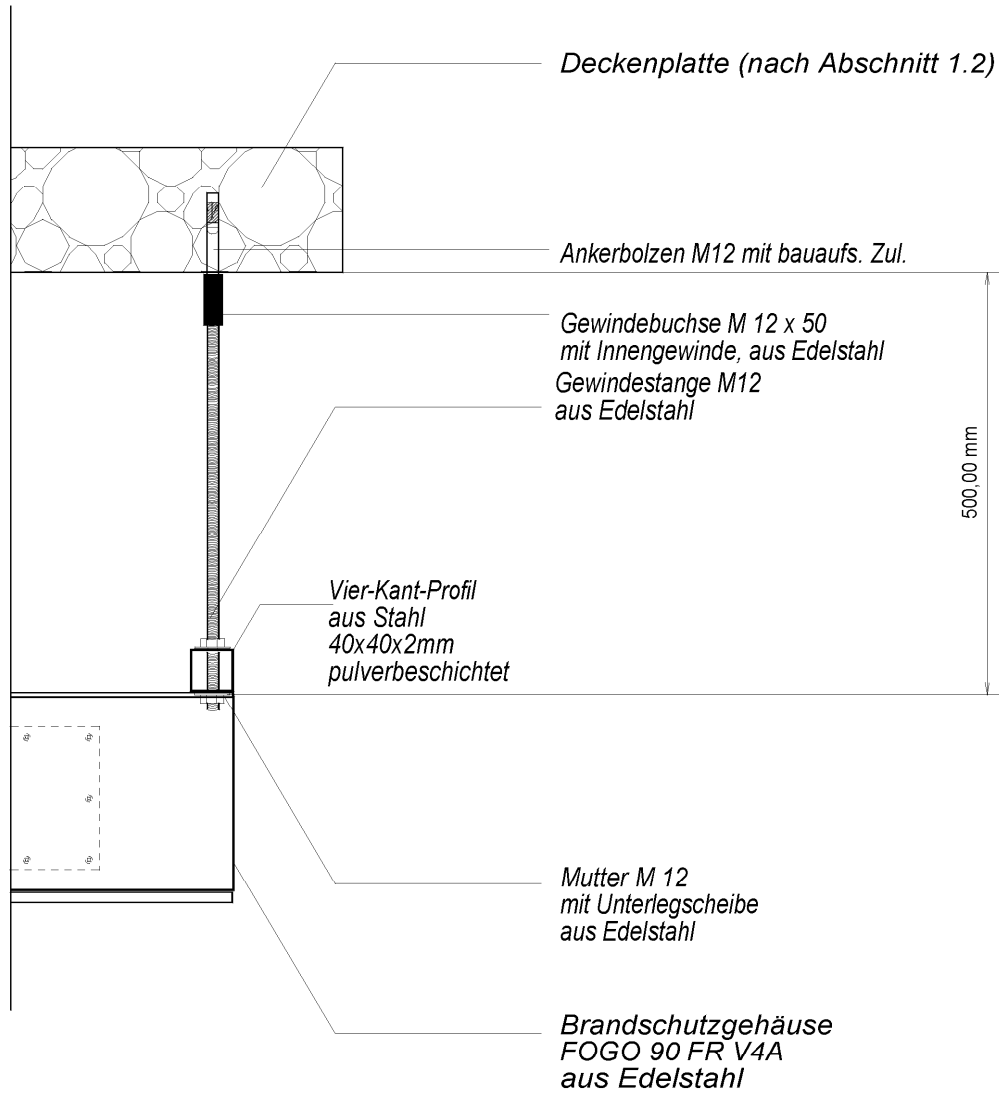 Deckenplatte (nach Abschnitt 1.2)
Ankerbolzen M12 mit bauaufs. Zul.
Gewindebuchse M 12 x 50
mit Innengewinde, aus Edelstahl
Gewindestange M12
aus Edelstahl
500,00 mm
Vier-Kant-Profil
aus Stahl
40x40x2mm
pulverbeschichtet
Mutter M 12
mit Unterlegscheibe
aus Edelstahl
Brandschutzgehäuse
FOGO 90 FR V4A
aus Edelstahl